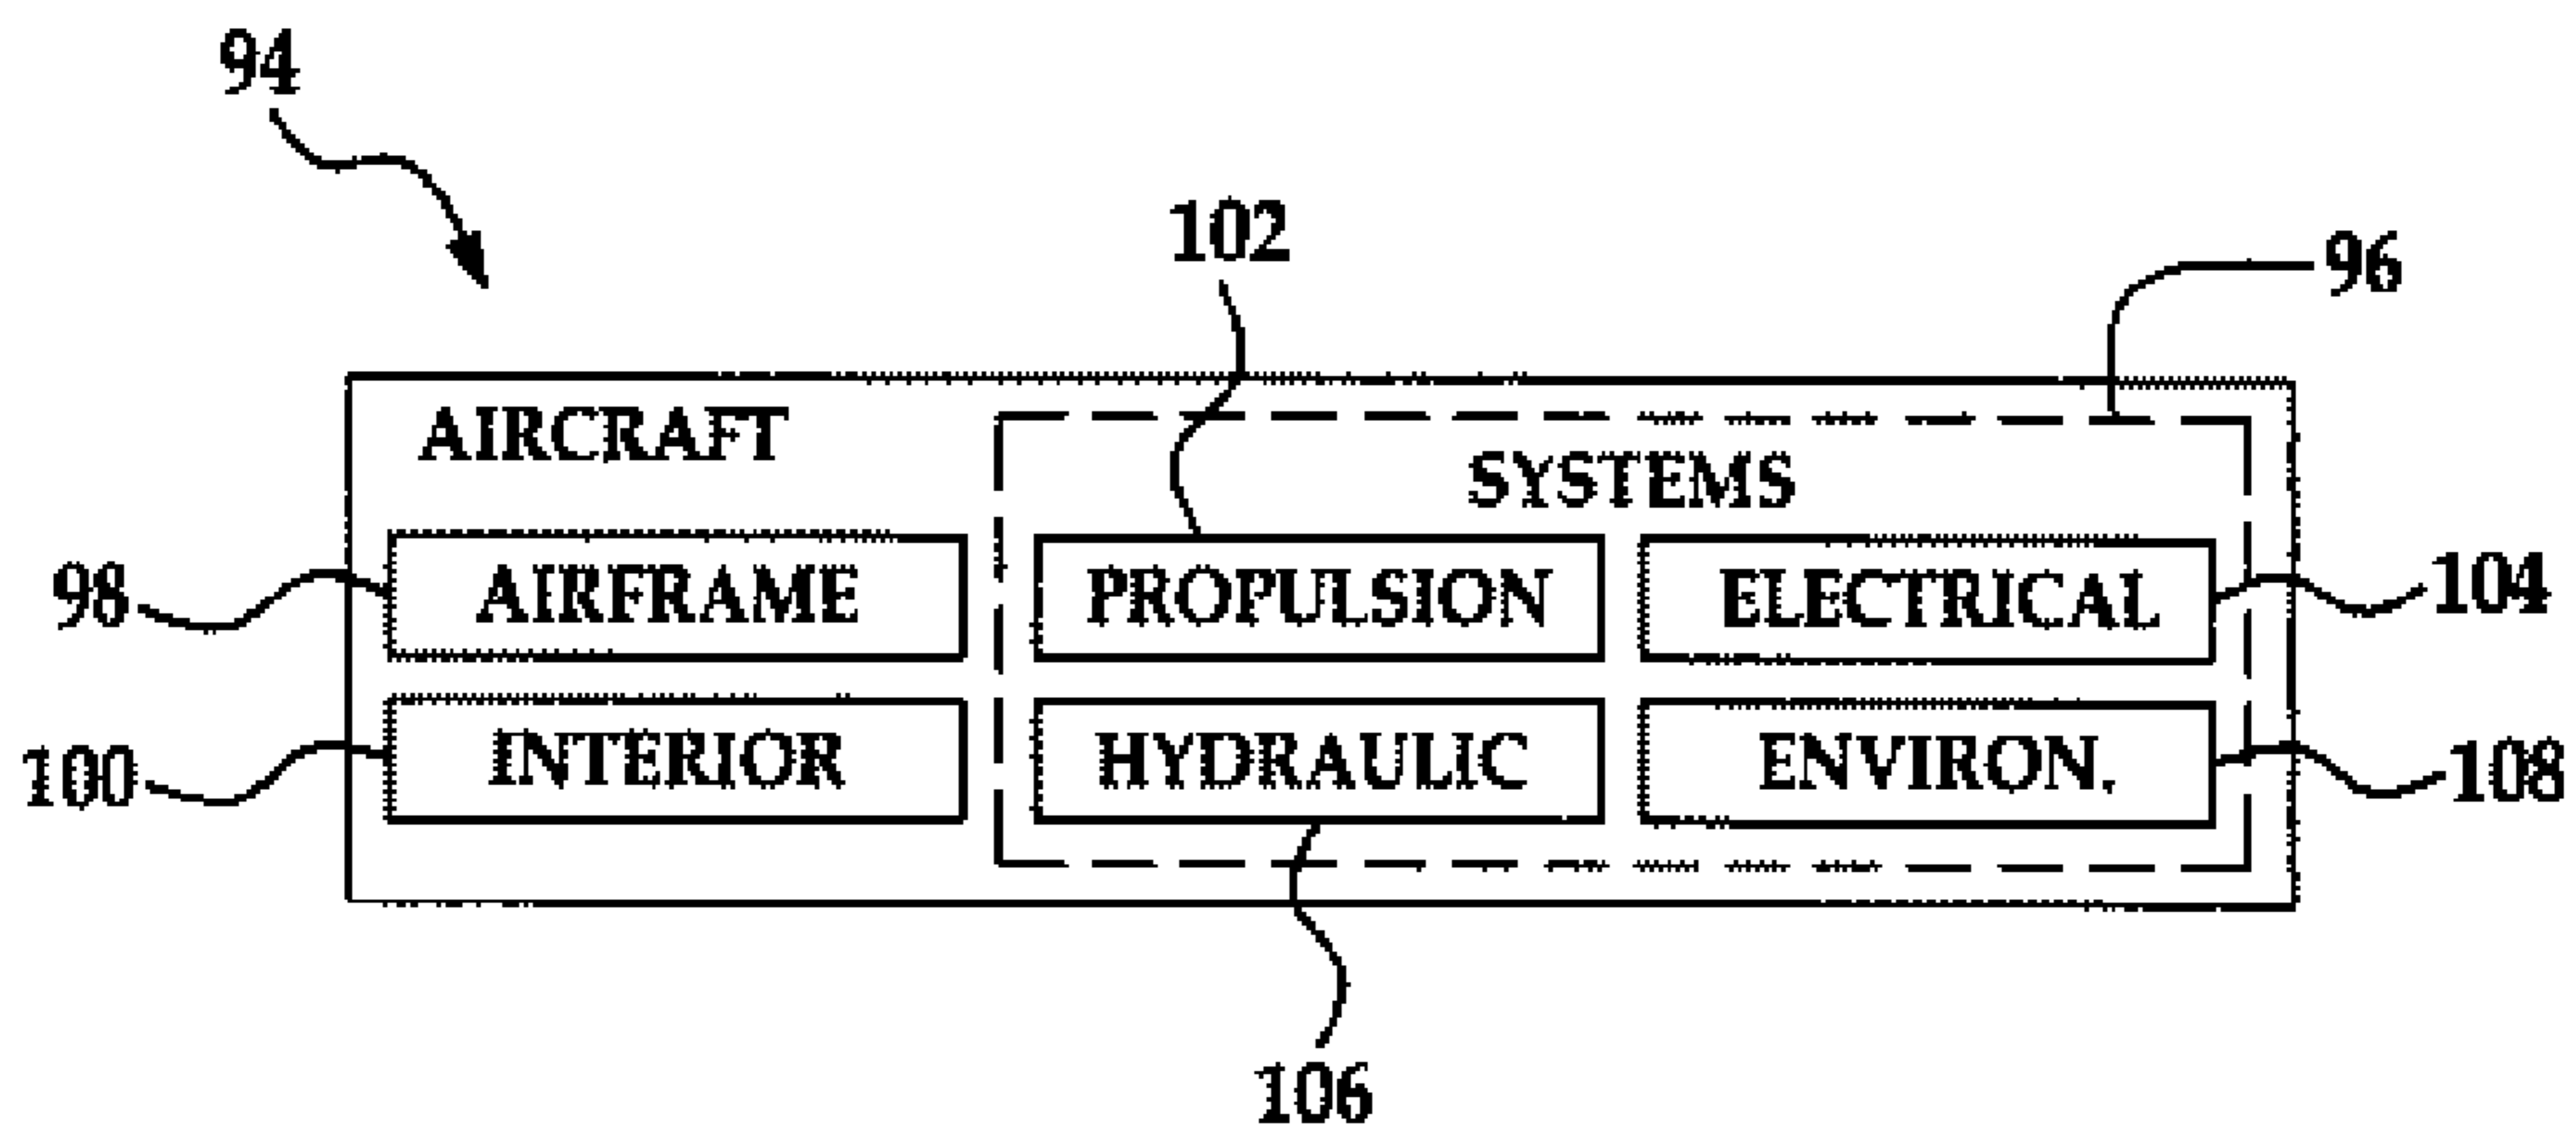 94
102
96
AIRCRAFT
SYSTEMS
98 AIRFRAME PROPULSION ELECTRICAL 104
100 INTERIOR HYDRAULIC ENVIRON. 108
106